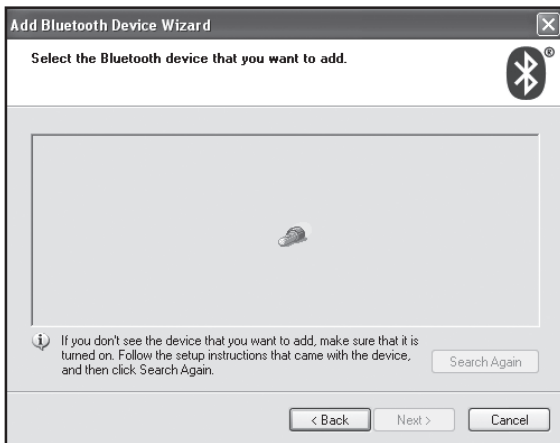 Add Bluetooth Device Wizard
Select the Bluetooth device that you want to add.
®
If you don't see the device that you want to add, make sure that it is
turned on. Follow the setup instructions that came with the device,
and then click Search Again.
Search Again
< Back
Next >
Cancel